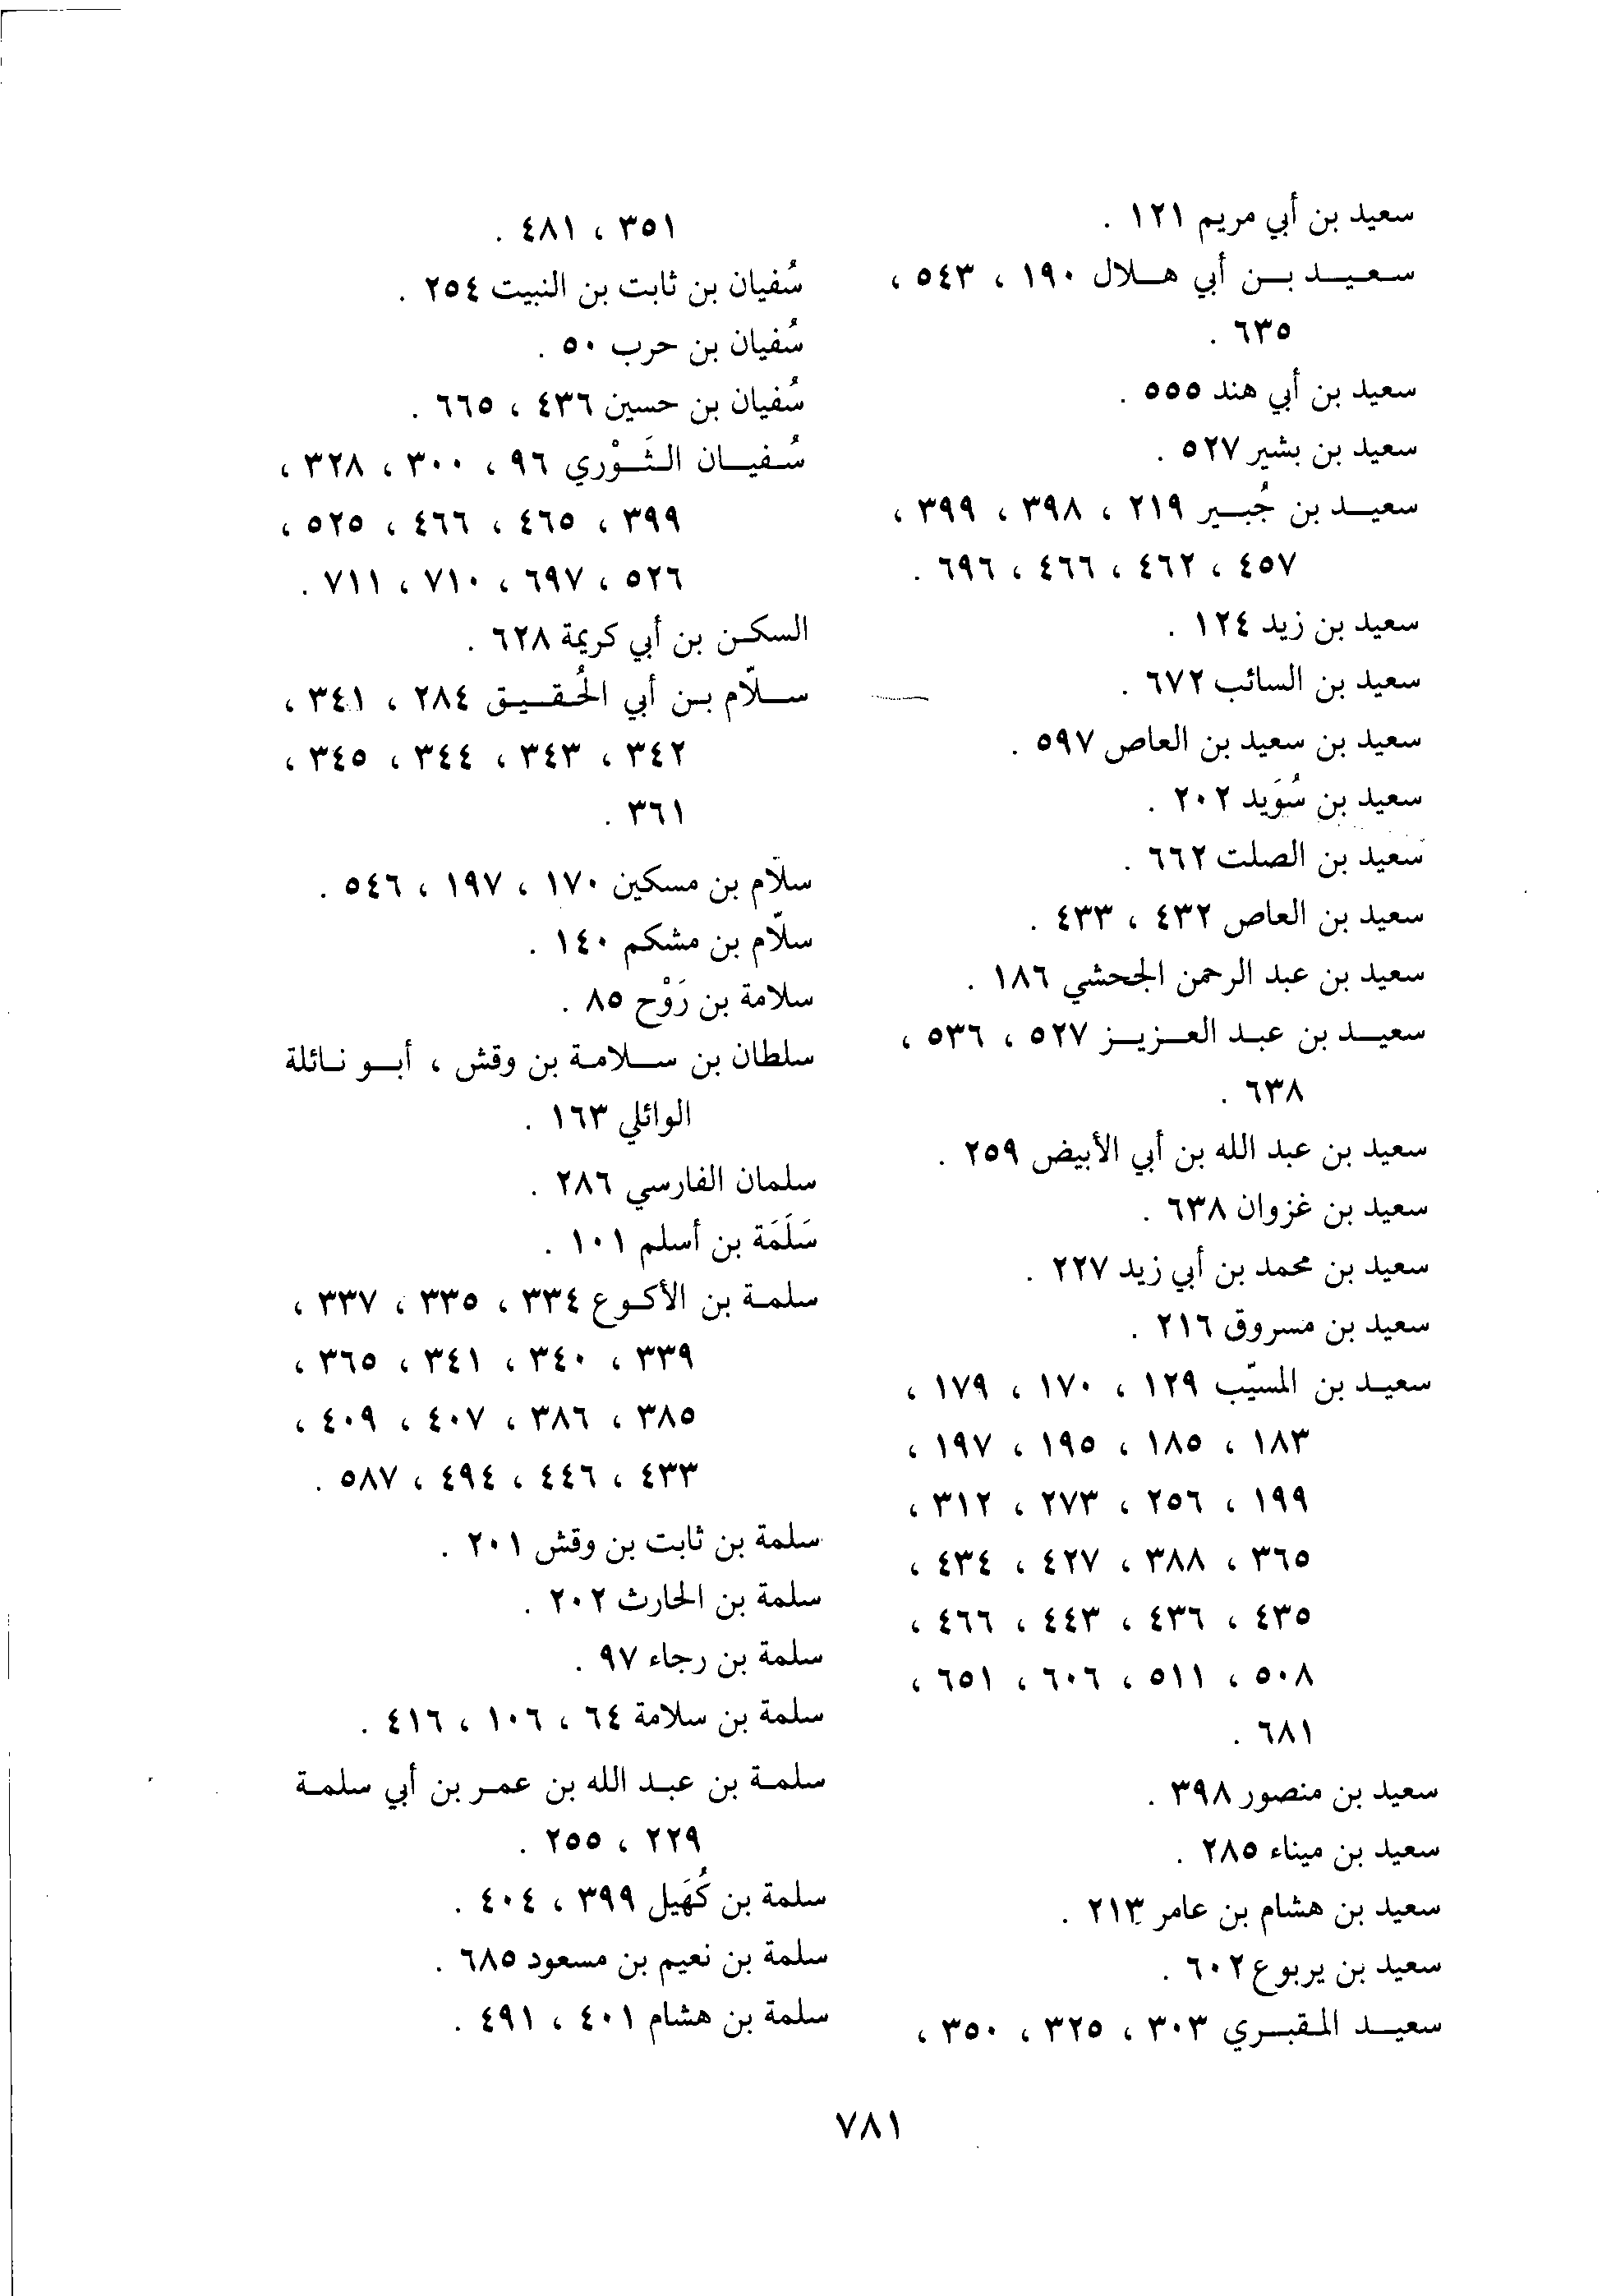 سعيد بن أبي مريم ١٢١ .
سعيد بن أبي هلال ١٩٠ ، ٥٤٣ ،
٦٣٥ .
سعيد بن أبي هند ٥٥٥ .
سعيد بن بشير ٥٢٧ .
سعيد بن جُبير ٢١٩ ، ٣٩٨ ، ٣٩٩ ،
٤٥٧ ، ٤٦٢ ، ٤٦٦ ، ٦٩٦ .
سعيد بن زيد ١٢٤ .
سعيد بن السائب ٦٧٢ .
سعيد بن سعيد بن العاص ٥٩٧ .
سعيد بن سُوَيد ٢٠٢ .
سعيد بن الصلت ٦٦٢ .
سعيد بن العاص ٤٣٢ ، ٤٣٣ .
سعيد بن عبد الرحمن الجحشي ١٨٦ .
سعيد بن عبد العزيز ٥٢٧ ، ٥٣٦ ،
٦٣٨ .
سعيد بن عبد الله بن أبي الأبيض ٢٥٩ .
سعيد بن غزوان ٦٣٨ .
سعيد بن محمد بن أبي زيد ٢٢٧ .
سعيد بن مسروق ٢١٦ .
سعيد بن المسيّب ١٢٩ ، ١٧٠ ، ١٧٩ ،
١٨٣ ، ١٨٥ ، ١٩٥ ، ١٩٧ ،
١٩٩ ، ٢٥٦ ، ٢٧٣ ، ٣١٢ ،
٣٦٥ ، ٣٨٨ ، ٤٢٧ ، ٤٣٤ ،
٤٣٥ ، ٤٣٦ ، ٤٤٣ ، ٤٦٦ ،
٥٠٨ ، ٥١١ ، ٦٠٦ ، ٦٥١ ،
٦٨١ .
سعيد بن منصور ٣٩٨ .
سعيد بن ميناء ٢٨٥ .
سعيد بن هشام بن عامر ٢١٣ .
سعيد بن يربوع ٦٠٢ .
سعيد المقبري ٣٠٣ ، ٣٢٥ ، ٣٥٠ ،
٣٥١ ، ٤٨١ .
سُفيان بن ثابت بن النبيت ٢٥٤ .
سُفيان بن حرب ٥٠ .
سُفيان بن حسين ٤٣٦ ، ٦٦٥ .
سُفيان الثَوْري ٩٦ ، ٣٠٠ ، ٣٢٨ ،
٣٩٩ ، ٤٦٥ ، ٤٦٦ ، ٥٢٥ ،
٥٢٦ ، ٦٩٧ ، ٧١٠ ، ٧١١ .
السكن بن أبي كريمة ٦٢٨ .
سلّام بن أبي الحُقيق ٢٨٤ ، ٣٤١ ،
٣٤٢ ، ٣٤٣ ، ٣٤٤ ، ٣٤٥ ،
٣٦١ .
سلّام بن مسكين ١٧٠ ، ١٩٧ ، ٥٤٦ .
سلّام بن مشكم ١٤٠ .
سلامة بن رَوْح ٨٥ .
سلطان بن سلامة بن وقش ، أبو نائلة
الوائلي ١٦٣ .
سلمان الفارسي ٢٨٦ .
سَلَمَة بن أسلم ١٠١ .
سلمة بن الأكوع ٣٣٤ ، ٣٣٥ ، ٣٣٧ ،
٣٣٩ ، ٣٤٠ ، ٣٤١ ، ٣٦٥ ،
٣٨٥ ، ٣٨٦ ، ٤٠٧ ، ٤٠٩ ،
٤٣٣ ، ٤٤٦ ، ٤٩٤ ، ٥٨٧ .
سلمة بن ثابت بن وقش ٢٠١ .
سلمة بن الحارث ٢٠٢ .
سلمة بن رجاء ٩٧ .
سلمة بن سلامة ٦٤ ، ١٠٦ ، ٤١٦ .
سلمة بن عبد الله بن عمر بن أبي سلمة
٢٢٩ ، ٢٥٥ .
سلمة بن كُهَيل ٣٩٩ ، ٤٠٤ .
سلمة بن نعيم بن مسعود ٦٨٥ .
سلمة بن هشام ٤٠١ ، ٤٩١ .
٧٨١